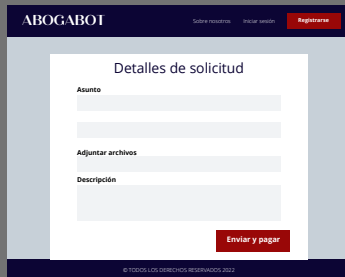 ABOGABOT
Sobre nosotros
Iniciar sesión
Registrarse
Detalles de solicitud
Asunto
Adjuntar archivos
Descripción
Enviar y pagar
© TODOS LOS DERECHOS RESERVADOS 2022